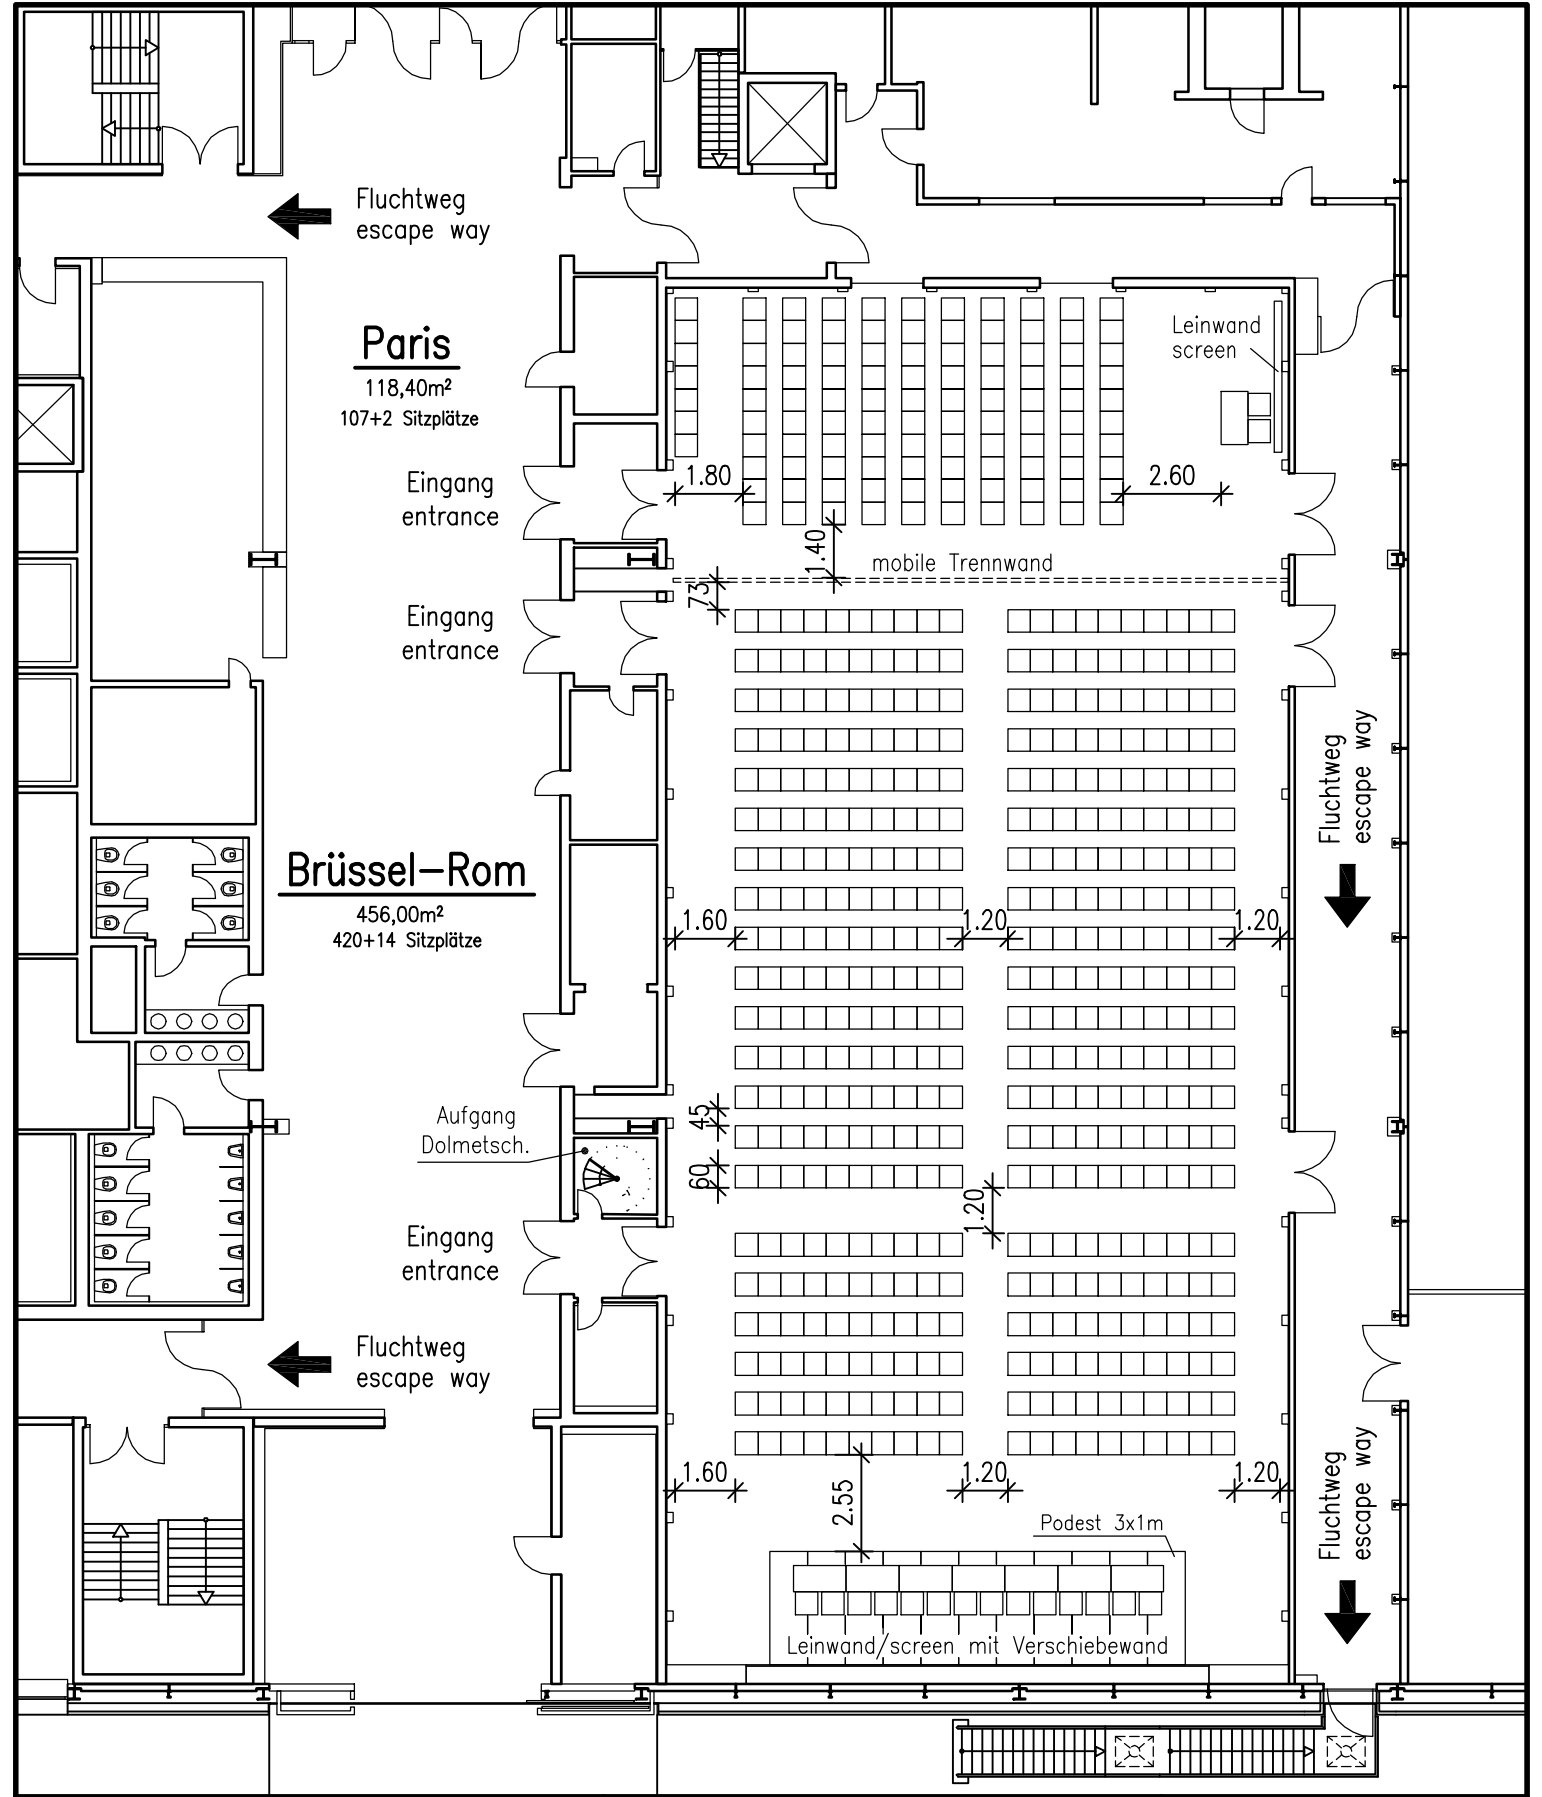 Fluchtweg
escape way
Paris
118,40m²
107+2 Sitzplätze
Leinwand
screen
Eingang
entrance
1.80
2.60
1.40
mobile Trennwand
73
Eingang
entrance
Fluchtweg
escape way
Brüssel-Rom
456,00m²
420+14 Sitzplätze
1.60
1.20
1.20
45
Aufgang
Dolmetsch.
60
1.20
Eingang
entrance
Fluchtweg
escape way
1.60
1.20
1.20
2.55
Fluchtweg
escape way
Podest 3x1m
Leinwand/screen mit Verschiebewand